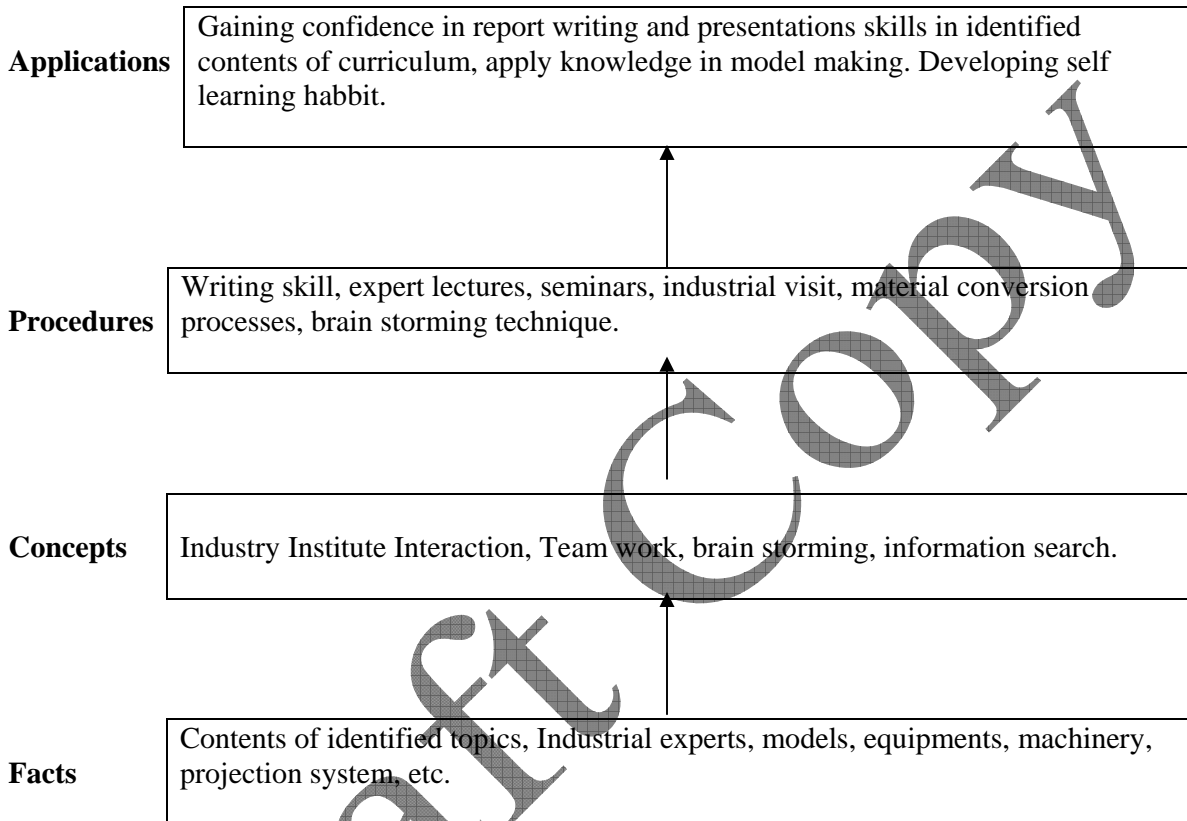 Applications
Gaining confidence in report writing and presentations skills in identified
contents of curriculum, apply knowledge in model making. Developing self
learning habbit.
Procedures
Writing skill, expert lectures, seminars, industrial visit, material conversion
processes, brain storming technique.
Concepts
Industry Institute Interaction, Team work, brain storming, information search.
Facts
Contents of identified topics, Industrial experts, models, equipments, machinery,
projection system, etc.
aft Copy